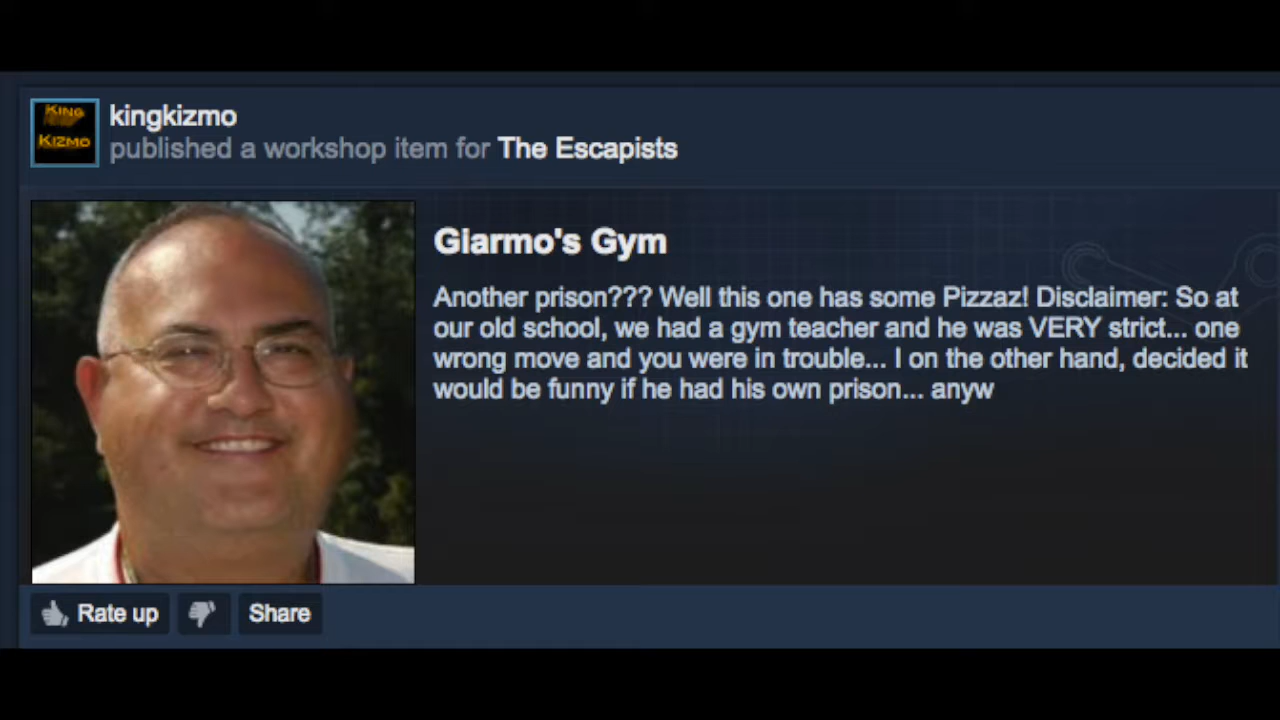 KING
KIZMO
kingkizmo
published a workshop item for The Escapists
Giarmo's Gym
Another prison??? Well this one has some Pizzaz! Disclaimer: So at
our old school, we had a gym teacher and he was VERY strict... one
wrong move and you were in trouble... I on the other hand, decided it
would be funny if he had his own prison... anyw
Rate up
Share